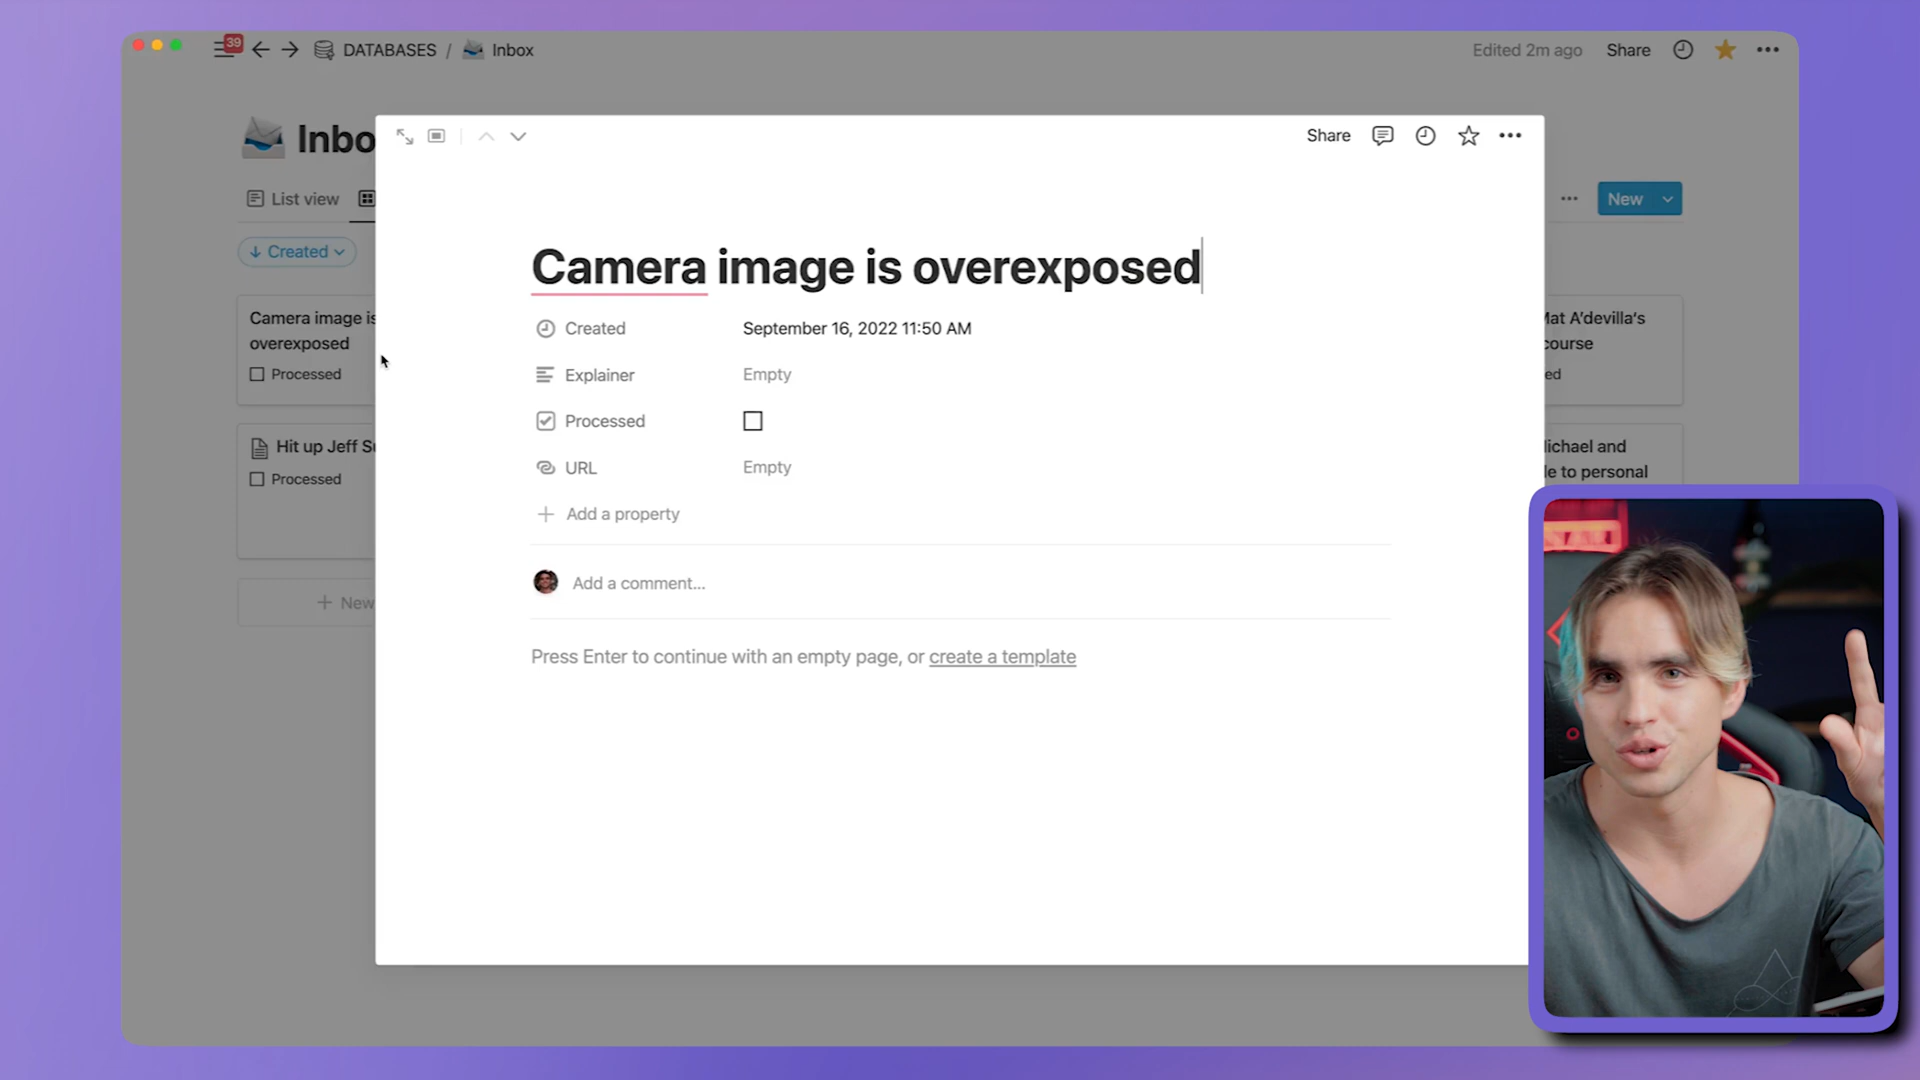 39
DATABASES / Inbox
Edited 2m ago
Share
Inbo
List view
New
Created
Camera image is
overexposed
Processed
Hit up Jeff S
Processed
+ New
Share
Camera image is overexposed
Created
September 16, 2022 11:50 AM
Explainer
Empty
Processed
URL
Empty
+ Add a property
Add a comment...
Press Enter to continue with an empty page, or create a template
Mat A'devilla's
course
ed
ichael and
le to personal